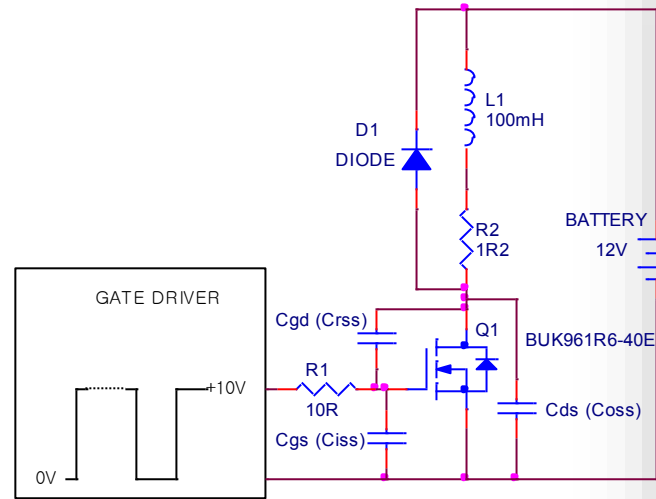 L1
100mH
D1
DIODE
R2
1R2
BATTERY
12V
GATE DRIVER
Cgd (Crss)
Q1
BUK961R6-40E
R1
+10V
10R
Cds (Coss)
Cgs (Ciss)
0V